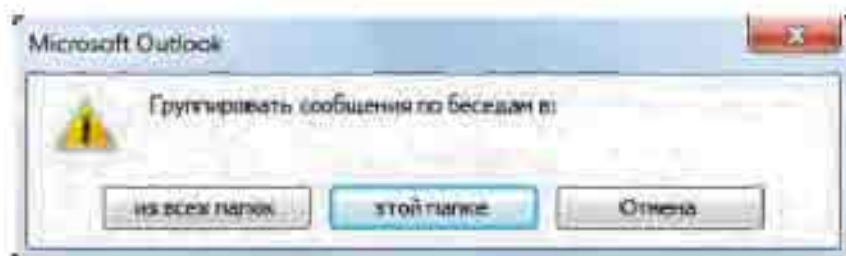 Microsoft Outlook
Группировать сообщения по беседам в:
из всех папок
этой папке
Отмена